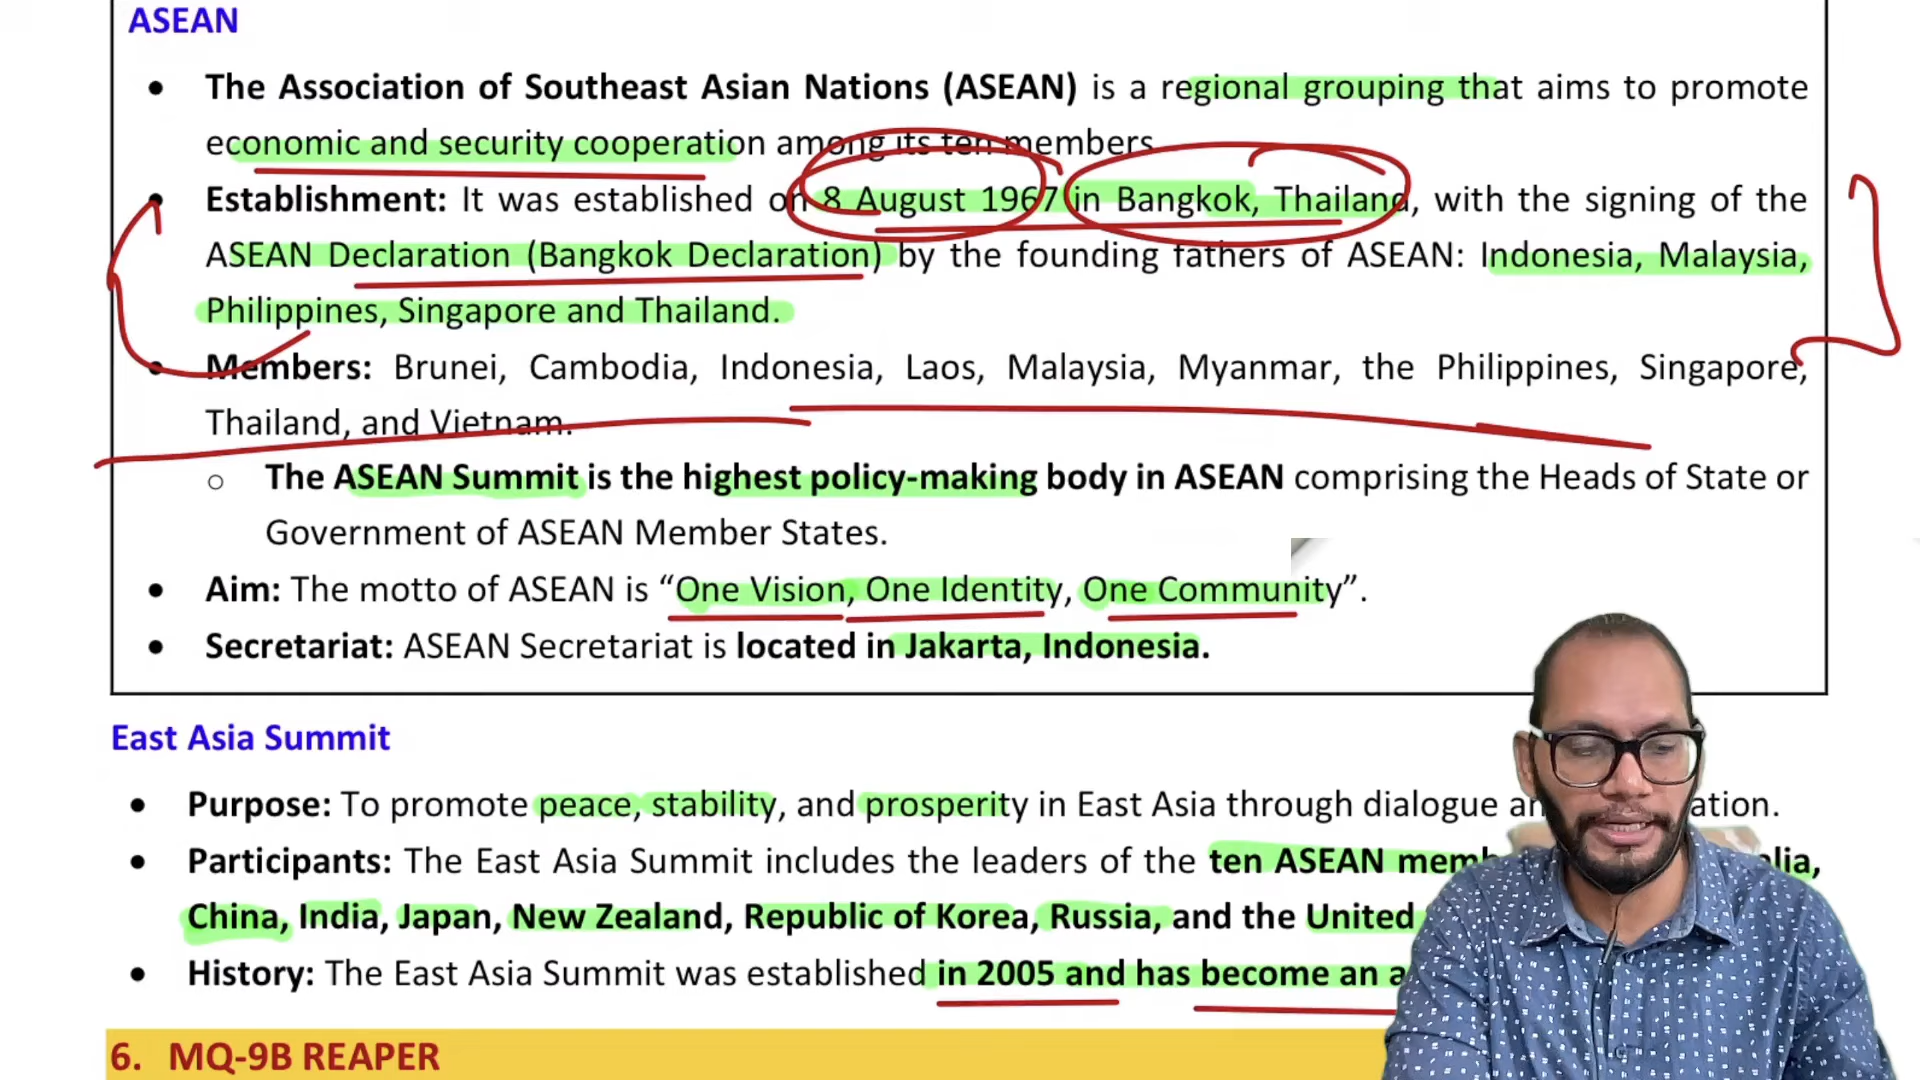 ASEAN
• The Association of Southeast Asian Nations (ASEAN) is a regional grouping that aims to promote
economic and security cooperation among its ten members.
• Establishment: It was established on 8 August 1967 in Bangkok, Thailand, with the signing of the
ASEAN Declaration (Bangkok Declaration) by the founding fathers of ASEAN: Indonesia, Malaysia,
Philippines, Singapore and Thailand.
• Members: Brunei, Cambodia, Indonesia, Laos, Malaysia, Myanmar, the Philippines, Singapore,
Thailand, and Vietnam.
○ The ASEAN Summit is the highest policy-making body in ASEAN comprising the Heads of State or
Government of ASEAN Member States.
• Aim: The motto of ASEAN is “One Vision, One Identity, One Community”.
• Secretariat: ASEAN Secretariat is located in Jakarta, Indonesia.
East Asia Summit
• Purpose: To promote peace, stability, and prosperity in East Asia through dialogue
• Participants: The East Asia Summit includes the leaders of the ten ASEAN
China, India, Japan, New Zealand, Republic of Korea, Russia, and the United
• History: The East Asia Summit was established in 2005 and has become an
6. MQ-9B REAPER